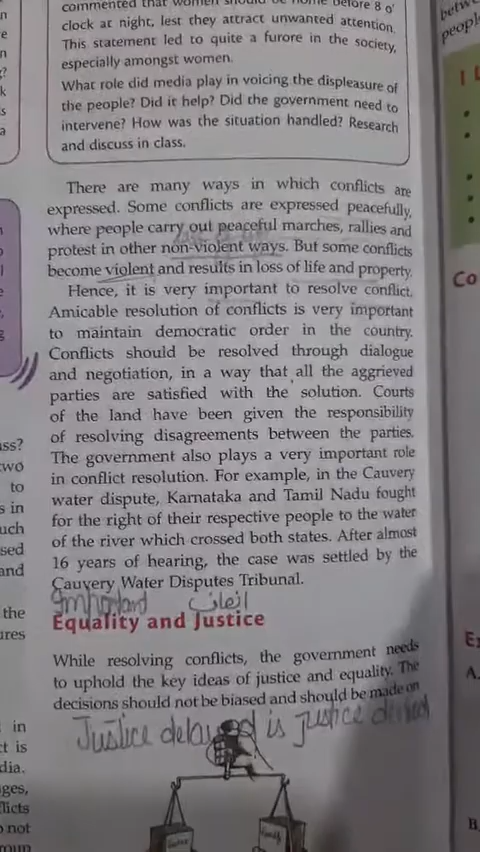 commented that women should be home before 8 o'
clock at night, lest they attract unwanted attention.
This statement led to quite a furore in the society,
especially amongst women.
What role did media play in voicing the displeasure of
the people? Did it help? Did the government need to
intervene? How was the situation handled? Research
and discuss in class.
There are many ways in which conflicts are
expressed. Some conflicts are expressed peacefully,
where people carry out peaceful marches, rallies and
protest in other non-violent ways. But some conflicts
become violent and results in loss of life and property.
Hence, it is very important to resolve conflict.
Amicable resolution of conflicts is very important
to maintain democratic order in the country.
Conflicts should be resolved through dialogue
and negotiation, in a way that all the aggrieved
parties are satisfied with the solution. Courts
of the land have been given the responsibility
of resolving disagreements between the parties.
The government also plays a very important role
in conflict resolution. For example, in the Cauvery
water dispute, Karnataka and Tamil Nadu fought
for the right of their respective people to the water
of the river which crossed both states. After almost
16 years of hearing, the case was settled by the
Cauvery Water Disputes Tribunal.
Important انصاف
Equality and Justice
While resolving conflicts, the government needs
to uphold the key ideas of justice and equality. The
decisions should not be biased and should be made on
Justice delayed is justice denied